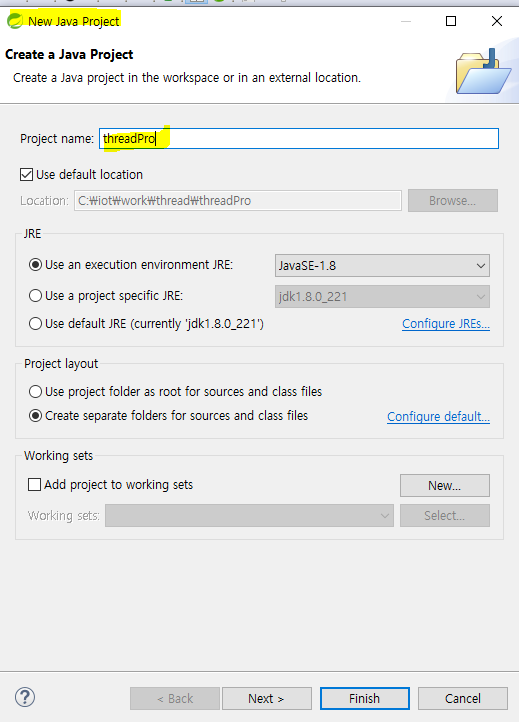 New Java Project
Create a Java Project
Create a Java project in the workspace or in an external location.
Project name: threadPro
Use default location
Location: C:₩iot₩work₩thread₩threadPro Browse...
JRE
Use an execution environment JRE: JavaSE-1.8
Use a project specific JRE: jdk1.8.0_221
Use default JRE (currently 'jdk1.8.0_221') Configure JREs...
Project layout
Use project folder as root for sources and class files
Create separate folders for sources and class files Configure default...
Working sets
Add project to working sets New...
Working sets: Select...
? < Back Next > Finish Cancel